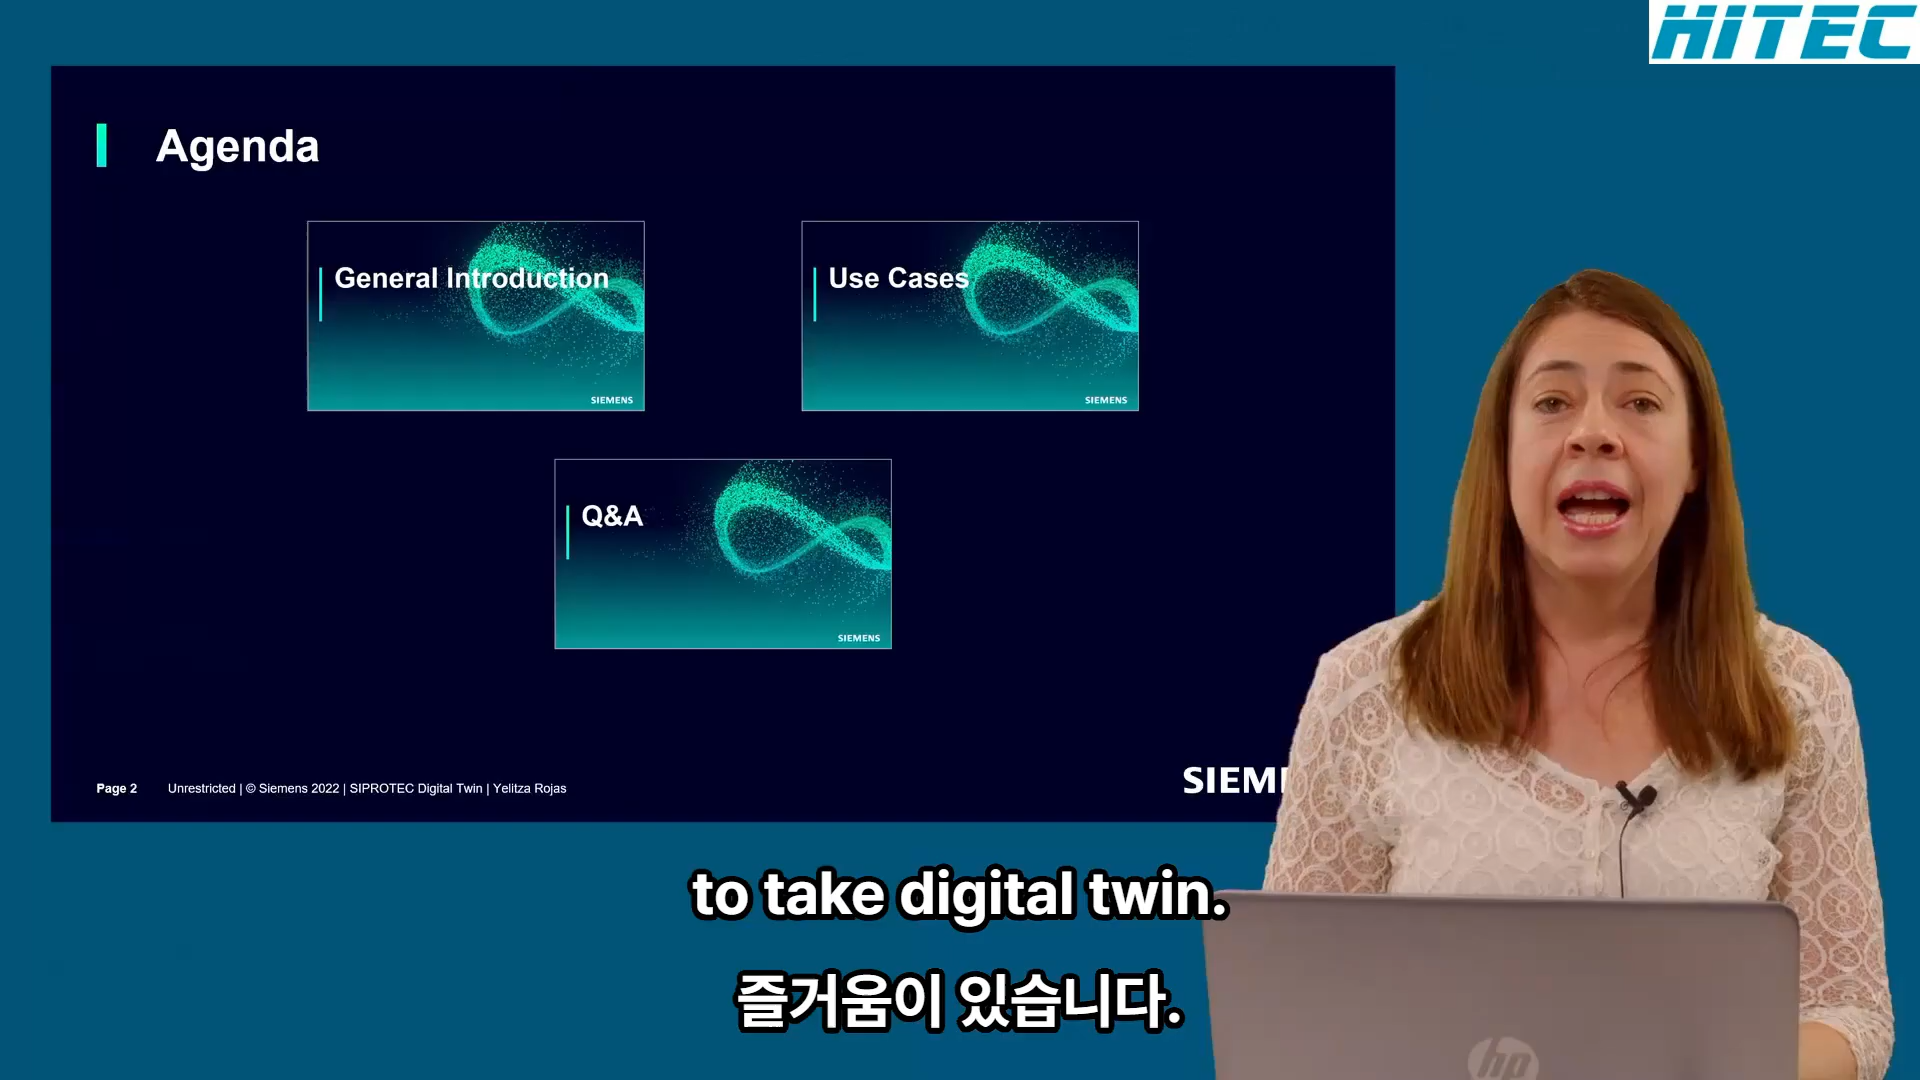 HITEC
Agenda
General Introduction
SIEMENS
Use Cases
SIEMENS
Q&A
SIEMENS
Page 2 Unrestricted | © Siemens 2022 | SIPROTEC Digital Twin | Yelitza Rojas
SIEM
to take digital twin.
즐거움이 있습니다.
hp